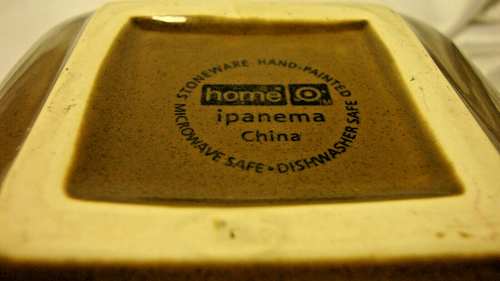 STONEWARE HAND-PAINTED
home
ipanema
China
MICROWAVE SAFE • DISHWASHER SAFE